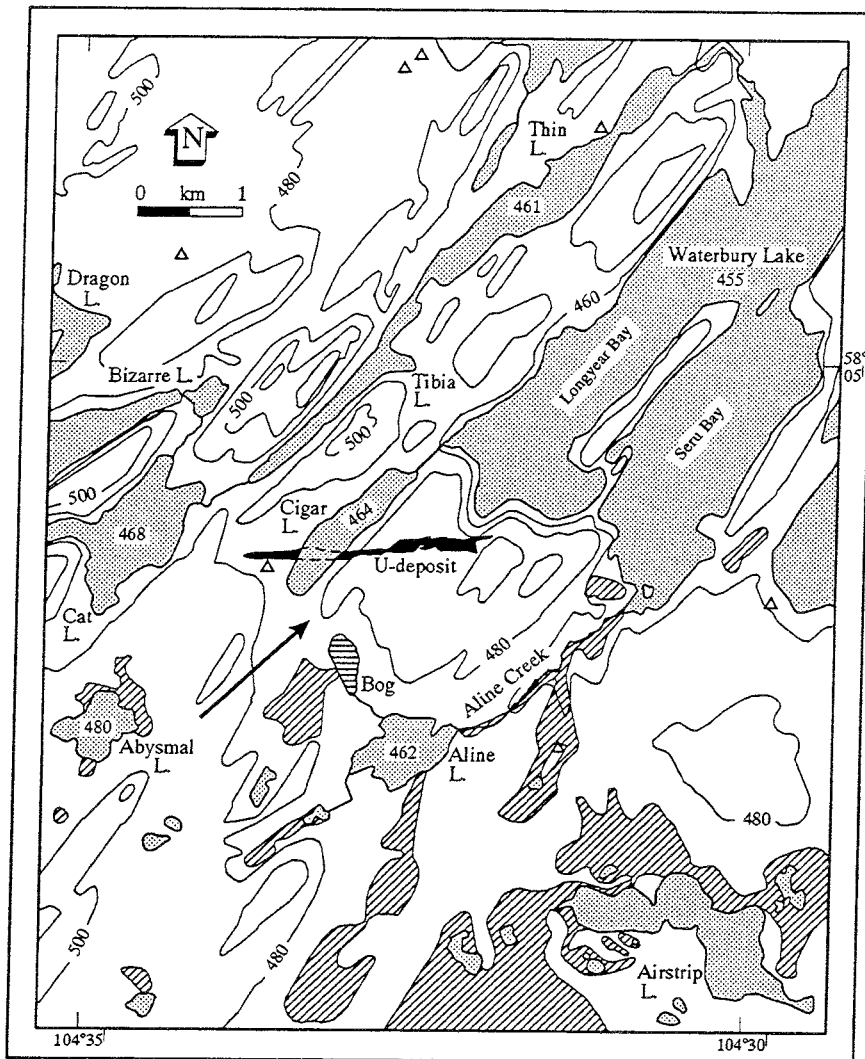 500
N
0 km 1
480
Thin
L.
461
Waterbury Lake
455
Dragon
L.
460
58°
05'
Bizarre L.
Longyear Bay
Tibia
L.
500
500
Seru Bay
500
Cigar
L.
464
468
U-deposit
Cat
L.
480
Aline Creek
Bog
480
Abysmal
L.
462
Aline
L.
480
500
480
Airstrip
L.
104°35'
104°30'